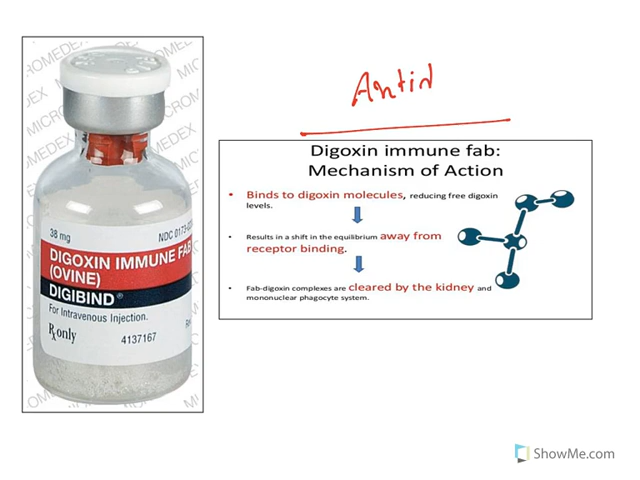 Antid
Digoxin immune fab:
Mechanism of Action
• Binds to digoxin molecules, reducing free digoxin
levels.
• Results in a shift in the equilibrium away from
receptor binding.
• Fab-digoxin complexes are cleared by the kidney and
mononuclear phagocyte system.
38 mg
NDC 0173-0
DIGOXIN IMMUNE FAB
(OVINE)
DIGIBIND®
For Intravenous Injection.
Rx only
4137167
MICROMEDEX
ShowMe.com